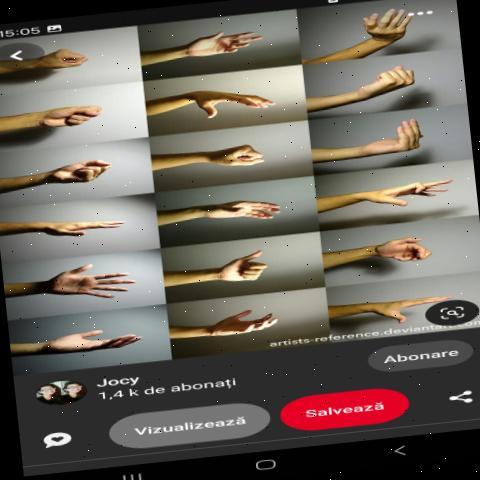 15:05
artists-reference.deviantart.com
Jocy
1,4 k de abonați
Abonare
Vizualizează
Salvează